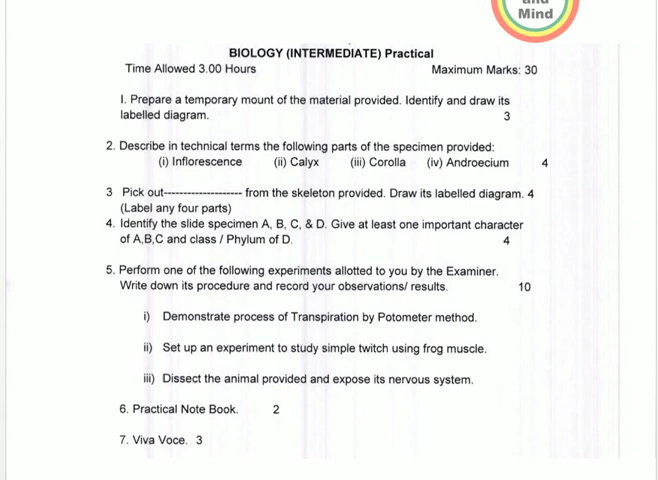 and
Mind
BIOLOGY (INTERMEDIATE) Practical
Time Allowed 3.00 Hours Maximum Marks: 30
I. Prepare a temporary mount of the material provided. Identify and draw its
labelled diagram. 3
2. Describe in technical terms the following parts of the specimen provided:
(i) Inflorescence (ii) Calyx (iii) Corolla (iv) Androecium 4
3 Pick out-------------------- from the skeleton provided. Draw its labelled diagram. 4
(Label any four parts)
4. Identify the slide specimen A, B, C, & D. Give at least one important character
of A,B,C and class / Phylum of D. 4
5. Perform one of the following experiments allotted to you by the Examiner.
Write down its procedure and record your observations/ results. 10
i) Demonstrate process of Transpiration by Potometer method.
ii) Set up an experiment to study simple twitch using frog muscle.
iii) Dissect the animal provided and expose its nervous system.
6. Practical Note Book. 2
7. Viva Voce. 3